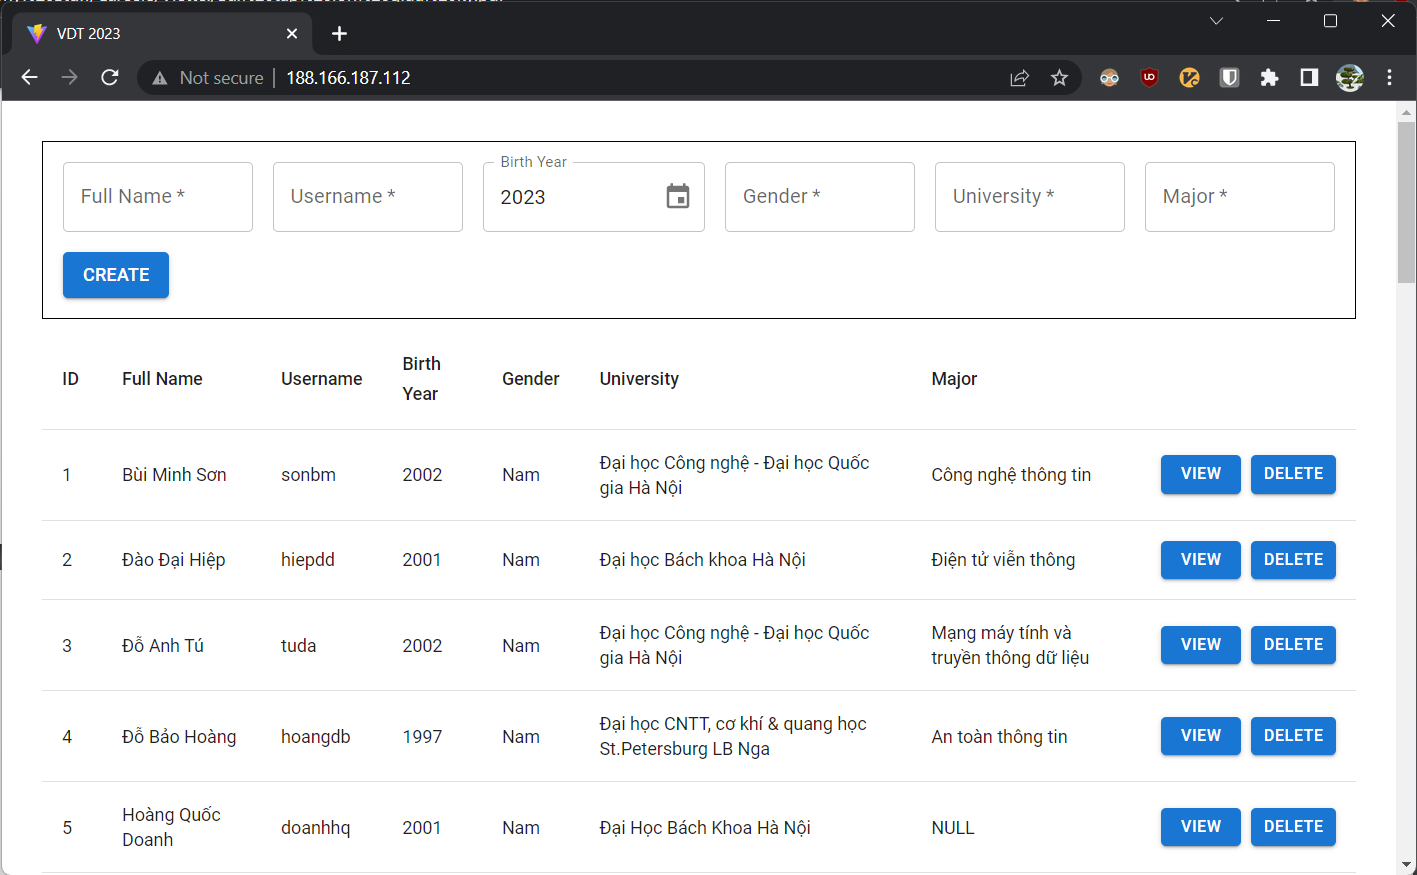 VDT 2023
Not secure 188.166.187.112
Birth Year
Full Name * Username * 2023 Gender * University * Major *
CREATE
ID Full Name Username Birth Year Gender University Major
1 Bùi Minh Sơn sonbm 2002 Nam Đại học Công nghệ - Đại học Quốc gia Hà Nội Công nghệ thông tin VIEW DELETE
2 Đào Đại Hiệp hiepdd 2001 Nam Đại học Bách khoa Hà Nội Điện tử viễn thông VIEW DELETE
3 Đỗ Anh Tú tuda 2002 Nam Đại học Công nghệ - Đại học Quốc gia Hà Nội Mạng máy tính và truyền thông dữ liệu VIEW DELETE
4 Đỗ Bảo Hoàng hoangdb 1997 Nam Đại học CNTT, cơ khí & quang học St.Petersburg LB Nga An toàn thông tin VIEW DELETE
5 Hoàng Quốc Doanh doanhhq 2001 Nam Đại Học Bách Khoa Hà Nội NULL VIEW DELETE